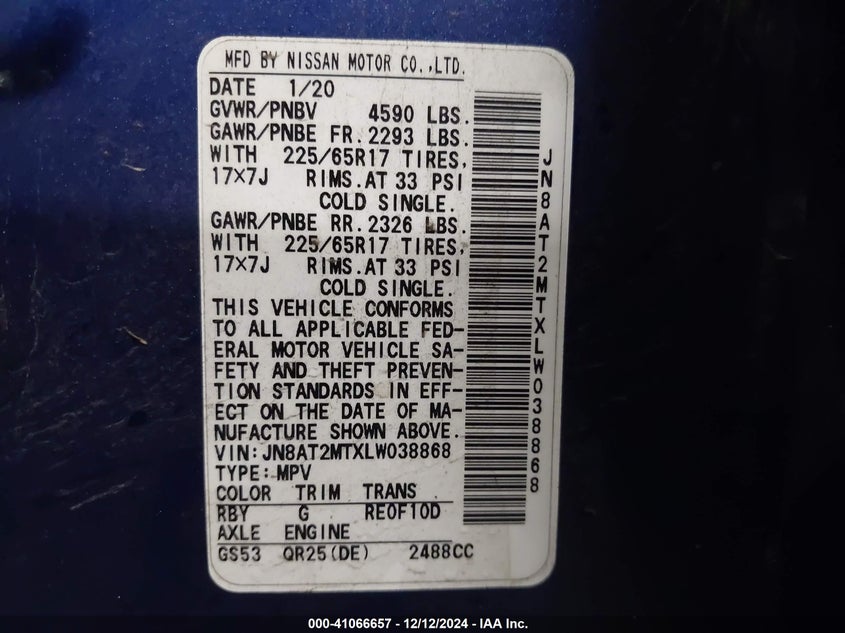 MFD BY NISSAN MOTOR CO.,LTD.
DATE 1/20
GVWR/PNBV 4590 LBS.
GAWR/PNBE FR. 2293 LBS.
WITH 225/65R17 TIRES,
17×7J RIMS. AT 33 PSI
COLD SINGLE.
GAWR/PNBE RR. 2326 LBS.
WITH 225/65R17 TIRES,
17×7J RIMS. AT 33 PSI
COLD SINGLE.
THIS VEHICLE CONFORMS
TO ALL APPLICABLE FED-
ERAL MOTOR VEHICLE SA-
FETY AND THEFT PREVEN-
TION STANDARDS IN EFF-
ECT ON THE DATE OF MA-
NUFACTURE SHOWN ABOVE.
VIN:JN8AT2MTXLW038868
TYPE:MPV
COLOR TRIM TRANS
RBY G RE0F10D
AXLE ENGINE
GS53 QR25(DE) 2488CC
JN8AT2MTXLW038868
000-41066657 - 12/12/2024 - IAA Inc.